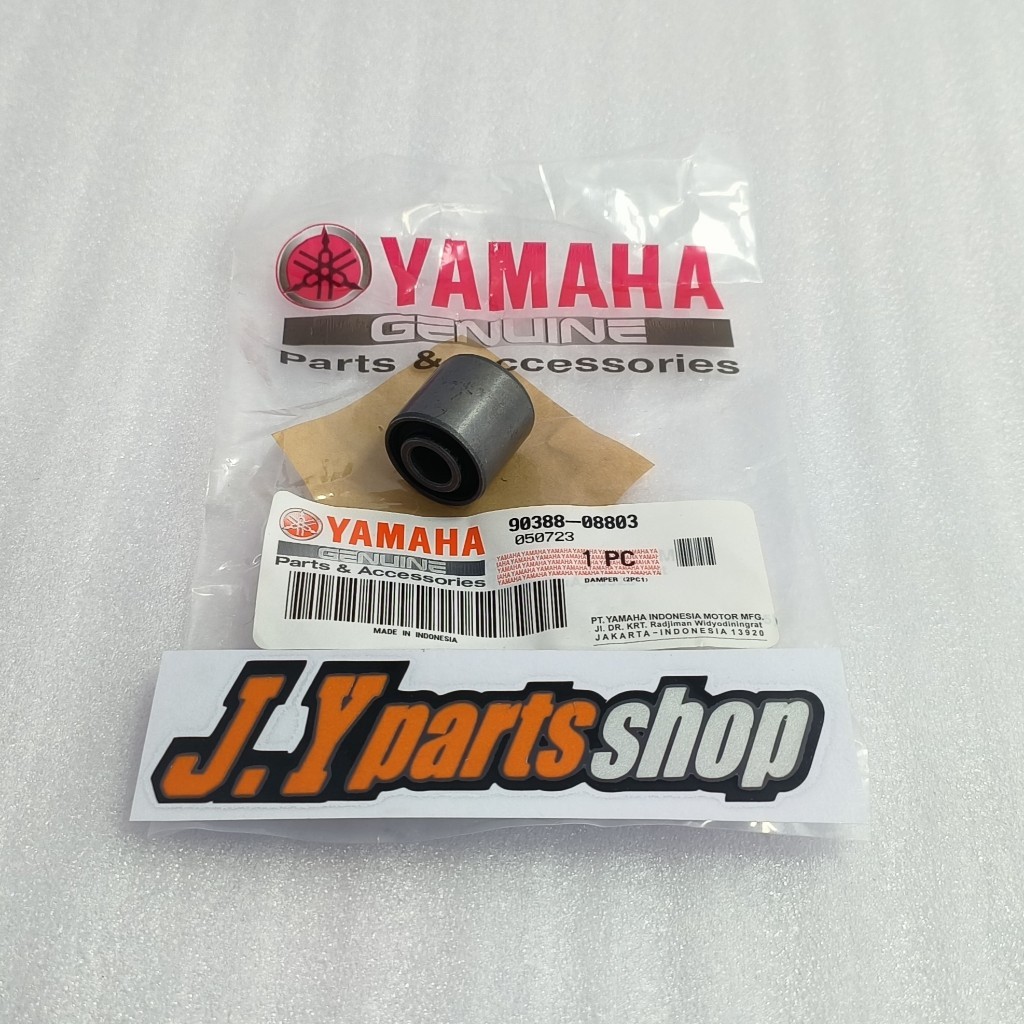 YAMAHA
GENUINE
Parts & Accessories
YAMAHA
GENUINE
Parts & Accessories
90388-08803
050723
1 PC
DAMPER (2PC1)
MADE IN INDONESIA
PT. YAMAHA INDONESIA MOTOR MFG.
Jl. DR. KRT. Radjiman Widyodiningrat
JAKARTA-INDONESIA 13920
J.Y parts shop